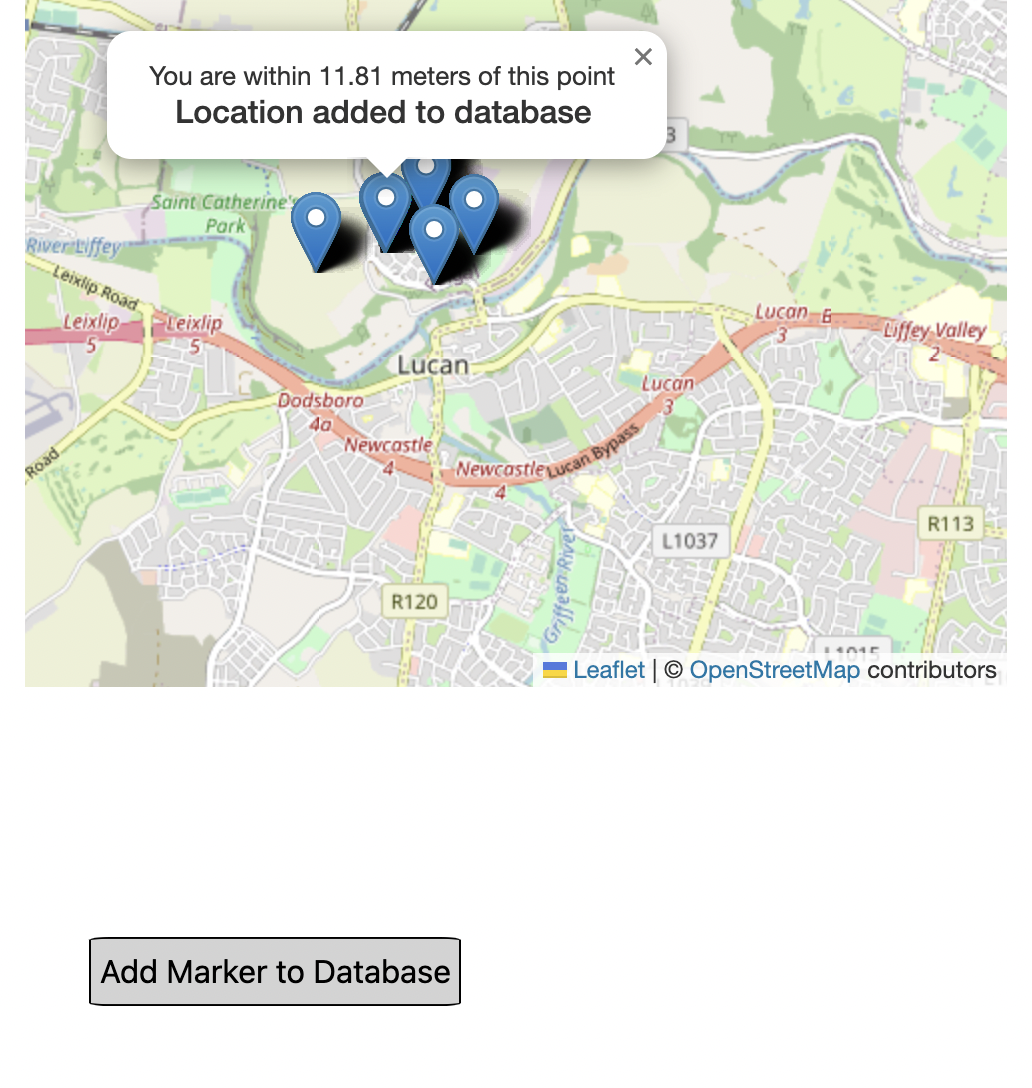 You are within 11.81 meters of this point
×
Location added to database
3
Saint Catherine's
Park
River Liffey
Leixlip Road
Leixlip
5
Leixlip
5
Lucan
3
6
Liffey Valley
2
Lucan
Lucan
3
Dodsboro
4a
Newcastle
4
Newcastle
4
Lucan Bypass
Road
R113
L1037
Griffeen River
R120
L1015
Leaflet | © OpenStreetMap contributors
Add Marker to Database